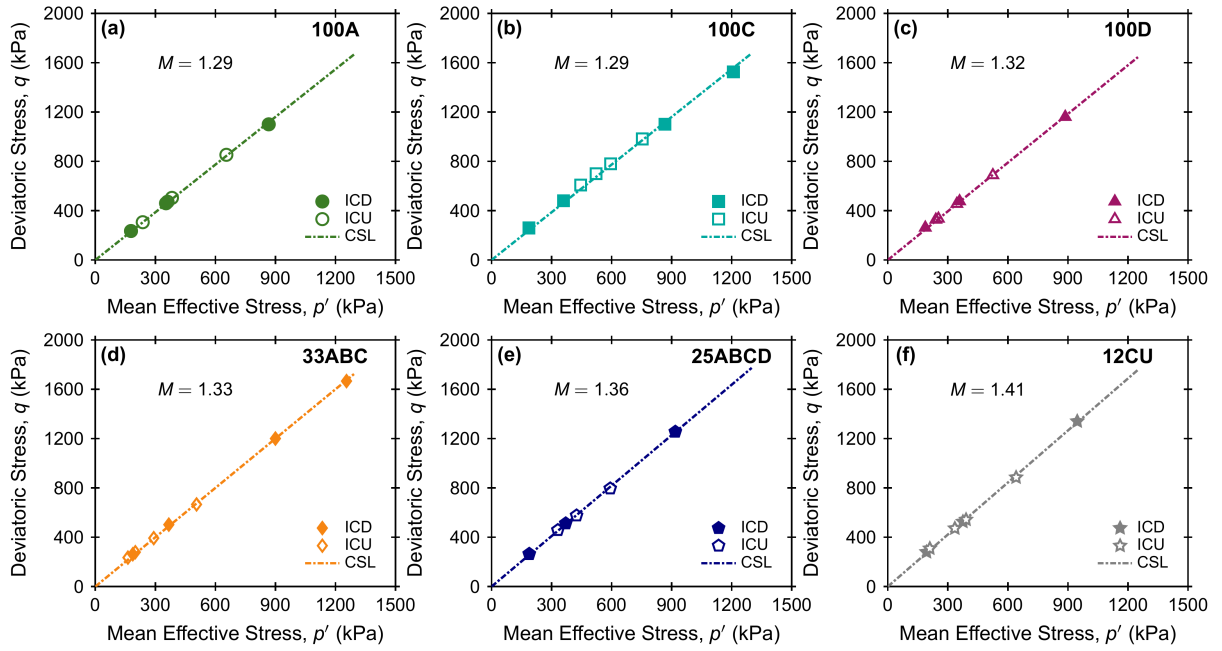 (a) 100A
M = 1.29
Deviatoric Stress, q (kPa)
2000
1600
1200
800
400
0
ICD
ICU
CSL
0 300 600 900 1200 1500
Mean Effective Stress, p′ (kPa)
(b) 100C
M = 1.29
Deviatoric Stress, q (kPa)
2000
1600
1200
800
400
0
ICD
ICU
CSL
0 300 600 900 1200 1500
Mean Effective Stress, p′ (kPa)
(c) 100D
M = 1.32
Deviatoric Stress, q (kPa)
2000
1600
1200
800
400
0
ICD
ICU
CSL
0 300 600 900 1200 1500
Mean Effective Stress, p′ (kPa)
(d) 33ABC
M = 1.33
Deviatoric Stress, q (kPa)
2000
1600
1200
800
400
0
ICD
ICU
CSL
0 300 600 900 1200 1500
Mean Effective Stress, p′ (kPa)
(e) 25ABCD
M = 1.36
Deviatoric Stress, q (kPa)
2000
1600
1200
800
400
0
ICD
ICU
CSL
0 300 600 900 1200 1500
Mean Effective Stress, p′ (kPa)
(f) 12CU
M = 1.41
Deviatoric Stress, q (kPa)
2000
1600
1200
800
400
0
ICD
ICU
CSL
0 300 600 900 1200 1500
Mean Effective Stress, p′ (kPa)